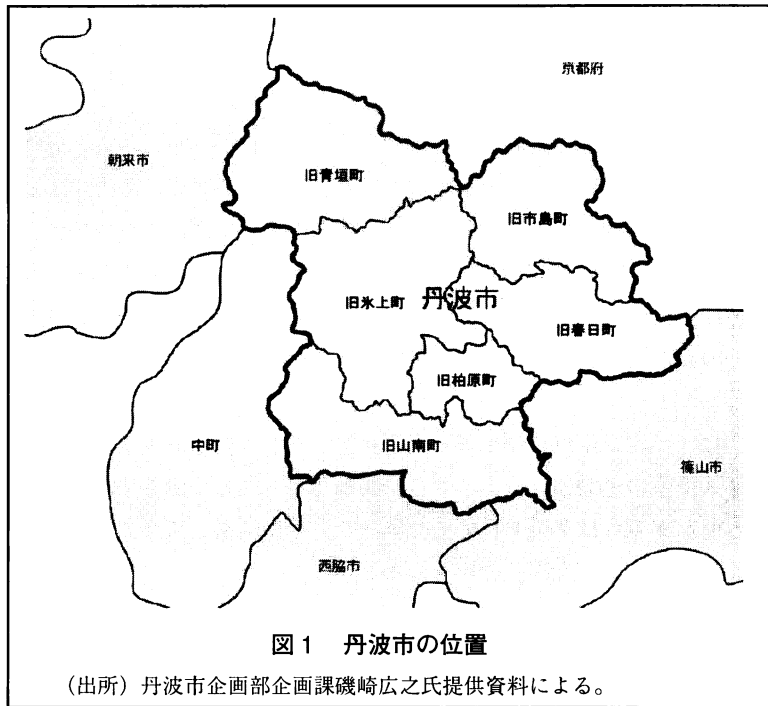 京都府
朝来市
旧青垣町
旧市島町
旧氷上町
丹波市
旧春日町
旧柏原町
中町
旧山南町
篠山市
西脇市
図1 丹波市の位置
(出所) 丹波市企画部企画課磯崎広之氏提供資料による。